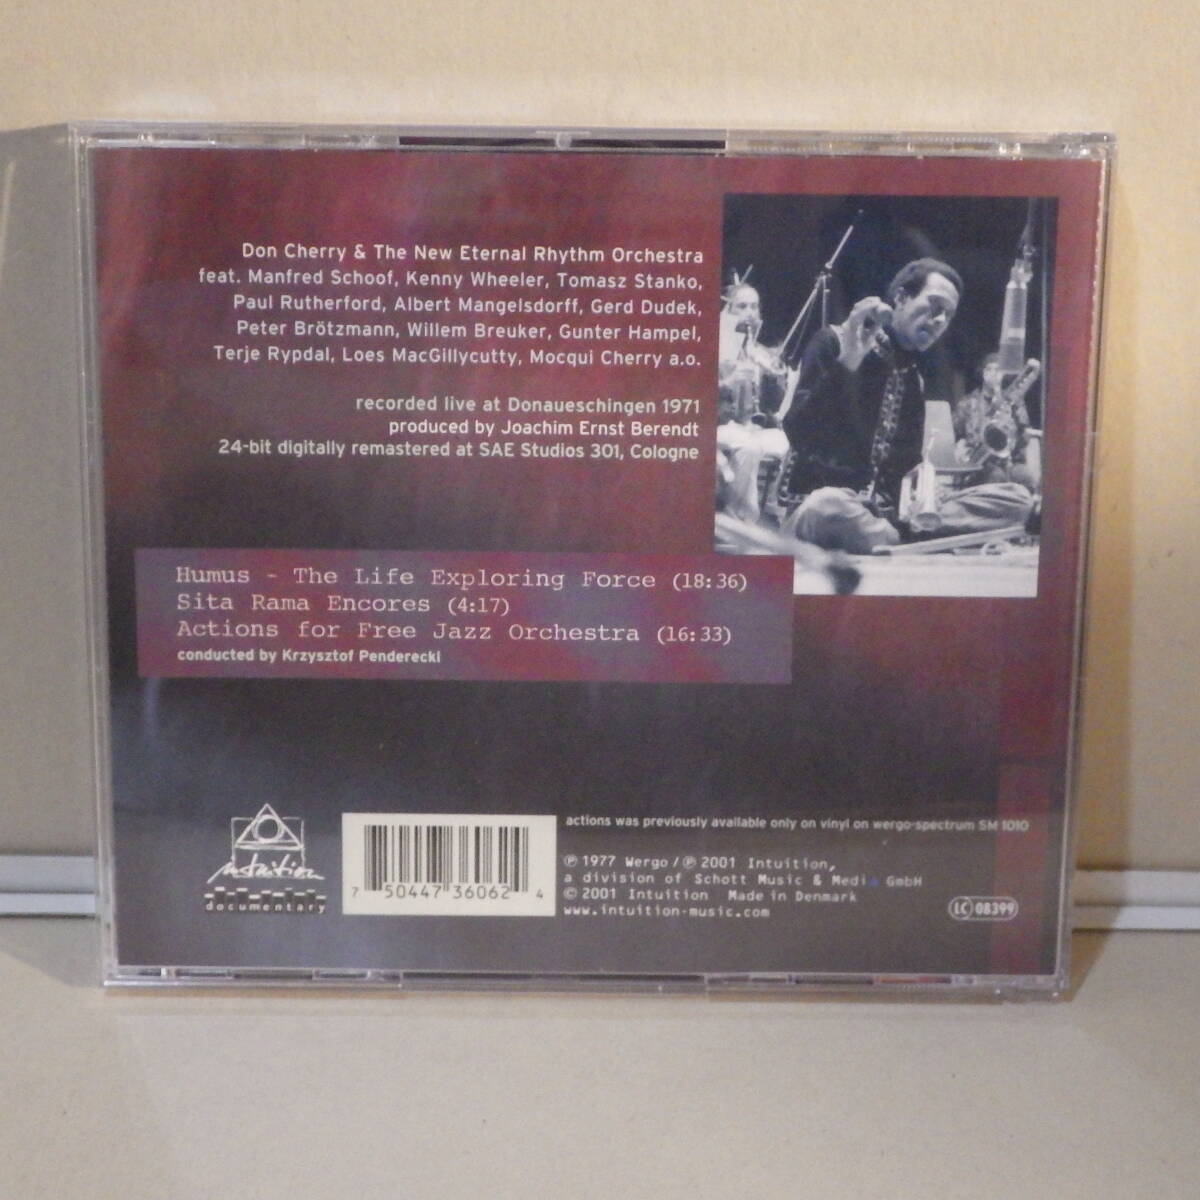 Don Cherry & The New Eternal Rhythm Orchestra
feat. Manfred Schoof, Kenny Wheeler, Tomasz Stanko,
Paul Rutherford, Albert Mangelsdorff, Gerd Dudek,
Peter Brötzmann, Willem Breuker, Gunter Hampel,
Terje Rypdal, Loes MacGillycutty, Mocqui Cherry a.o.
recorded live at Donaueschingen 1971
produced by Joachim Ernst Berendt
24-bit digitally remastered at SAE Studios 301, Cologne
Humus - The Life Exploring Force (18:36)
Sita Rama Encores (4:17)
Actions for Free Jazz Orchestra (16:33)
conducted by Krzysztof Penderecki
intuition
documentary
7 50447 36062 4
actions was previously available only on vinyl on wergo-spectrum SM 1010
℗ 1977 Wergo / ℗ 2001 Intuition,
a division of Schott Music & Media GmbH
© 2001 Intuition Made in Denmark
www.intuition-music.com
LC 08399